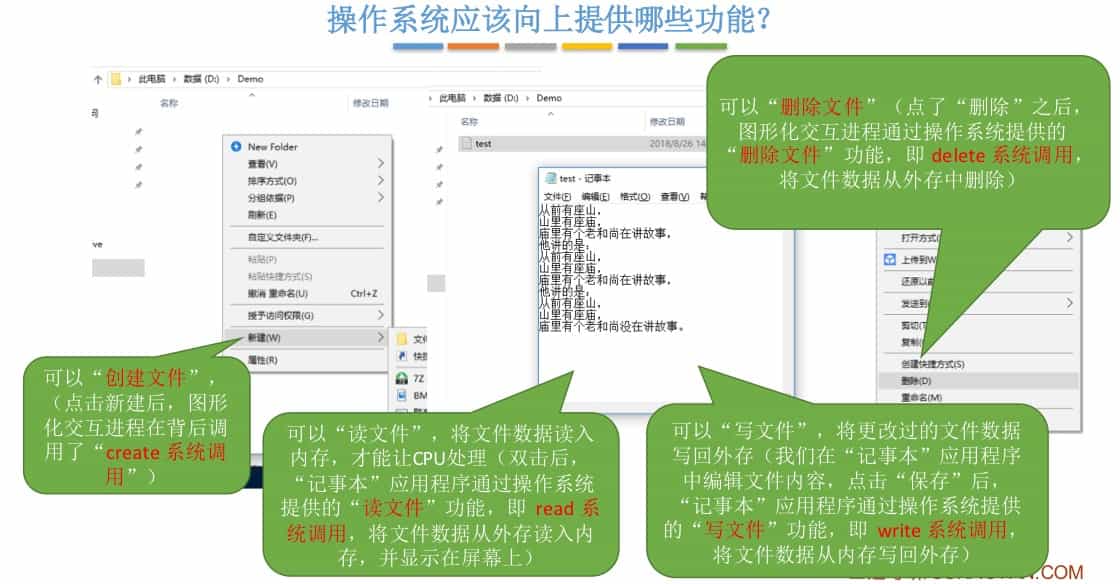 操作系统应该向上提供哪些功能？
此电脑 › 数据 (D:) › Demo
名称
修改日期
New Folder
查看(V)
排序方式(O)
分组依据(P)
刷新(E)
自定义文件夹(F)...
粘贴(P)
粘贴快捷方式(S)
撤消 重命名(U) Ctrl+Z
授予访问权限(G)
新建(W)
属性(R)
ve
7Z
BM
此电脑 › 数据 (D:) › Demo
名称
修改日期
test 2018/8/26 14
test - 记事本
文件(F) 编辑(E) 格式(O) 查看(V)
从前有座山，
山里有座庙，
庙里有个老和尚在讲故事，
他讲的是：
从前有座山，
山里有座庙，
庙里有个老和尚在讲故事，
他讲的是，
从前有座山，
山里有座庙，
庙里有个老和尚没在讲故事。
打开方式(
上传到W
还原以前
发送到(
剪切(T
复制(
创建快捷方式(S)
删除(D)
重命名(M)
可以“删除文件”（点了“删除”之后，
图形化交互进程通过操作系统提供的
“删除文件”功能，即 delete 系统调用，
将文件数据从外存中删除）
可以“创建文件”，
（点击新建后，图形
化交互进程在背后调
用了“create 系统调
用”）
可以“读文件”，将文件数据读入
内存，才能让CPU处理（双击后，
“记事本”应用程序通过操作系统
提供的“读文件”功能，即 read 系
统调用，将文件数据从外存读入内
存，并显示在屏幕上）
可以“写文件”，将更改过的文件数据
写回外存（我们在“记事本”应用程序
中编辑文件内容，点击“保存”后，
“记事本”应用程序通过操作系统提供
的“写文件”功能，即 write 系统调用，
将文件数据从内存写回外存）